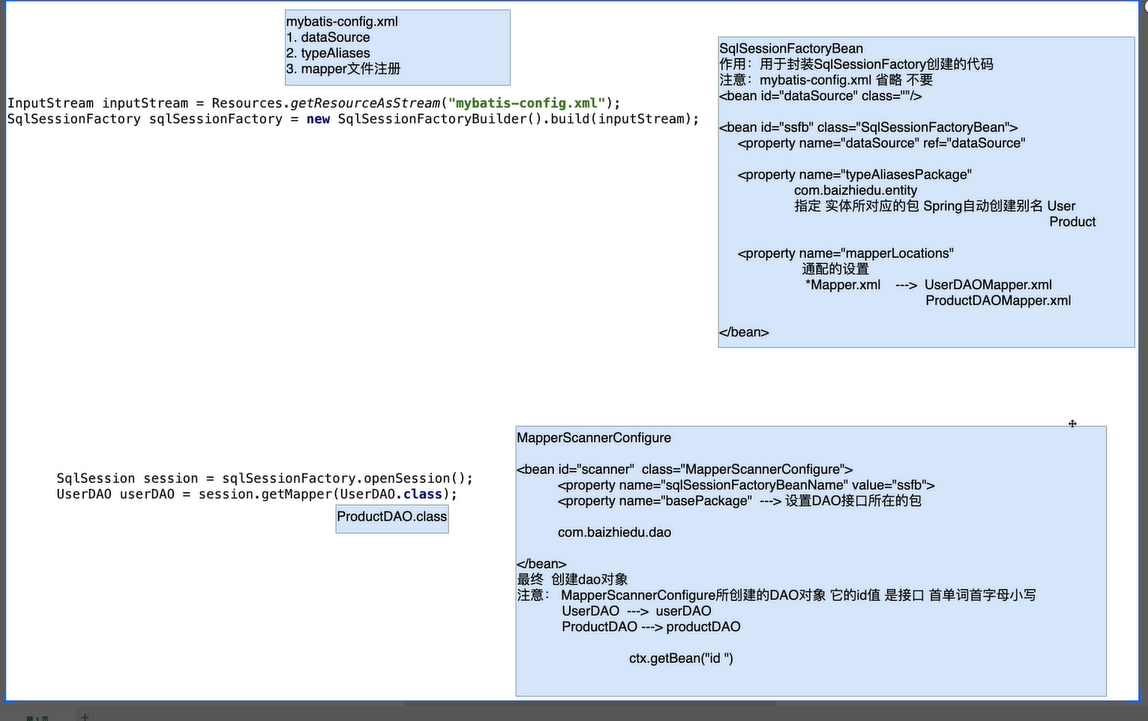 mybatis-config.xml
1. dataSource
2. typeAliases
3. mapper文件注册
InputStream inputStream = Resources.getResourceAsStream("mybatis-config.xml");
SqlSessionFactory sqlSessionFactory = new SqlSessionFactoryBuilder().build(inputStream);
SqlSessionFactoryBean
作用：用于封装SqlSessionFactory创建的代码
注意：mybatis-config.xml 省略 不要
<bean id="dataSource" class=""/>
<bean id="ssfb" class="SqlSessionFactoryBean">
<property name="dataSource" ref="dataSource"
<property name="typeAliasesPackage"
com.baizhiedu.entity
指定 实体所对应的包 Spring自动创建别名 User
Product
<property name="mapperLocations"
通配的设置
*Mapper.xml ---> UserDAOMapper.xml
ProductDAOMapper.xml
</bean>
SqlSession session = sqlSessionFactory.openSession();
UserDAO userDAO = session.getMapper(UserDAO.class);
ProductDAO.class
MapperScannerConfigure
<bean id="scanner" class="MapperScannerConfigure">
<property name="sqlSessionFactoryBeanName" value="ssfb">
<property name="basePackage" ---> 设置DAO接口所在的包
com.baizhiedu.dao
</bean>
最终 创建dao对象
注意： MapperScannerConfigure所创建的DAO对象 它的id值 是接口 首单词首字母小写
UserDAO ---> userDAO
ProductDAO ---> productDAO
ctx.getBean("id ")